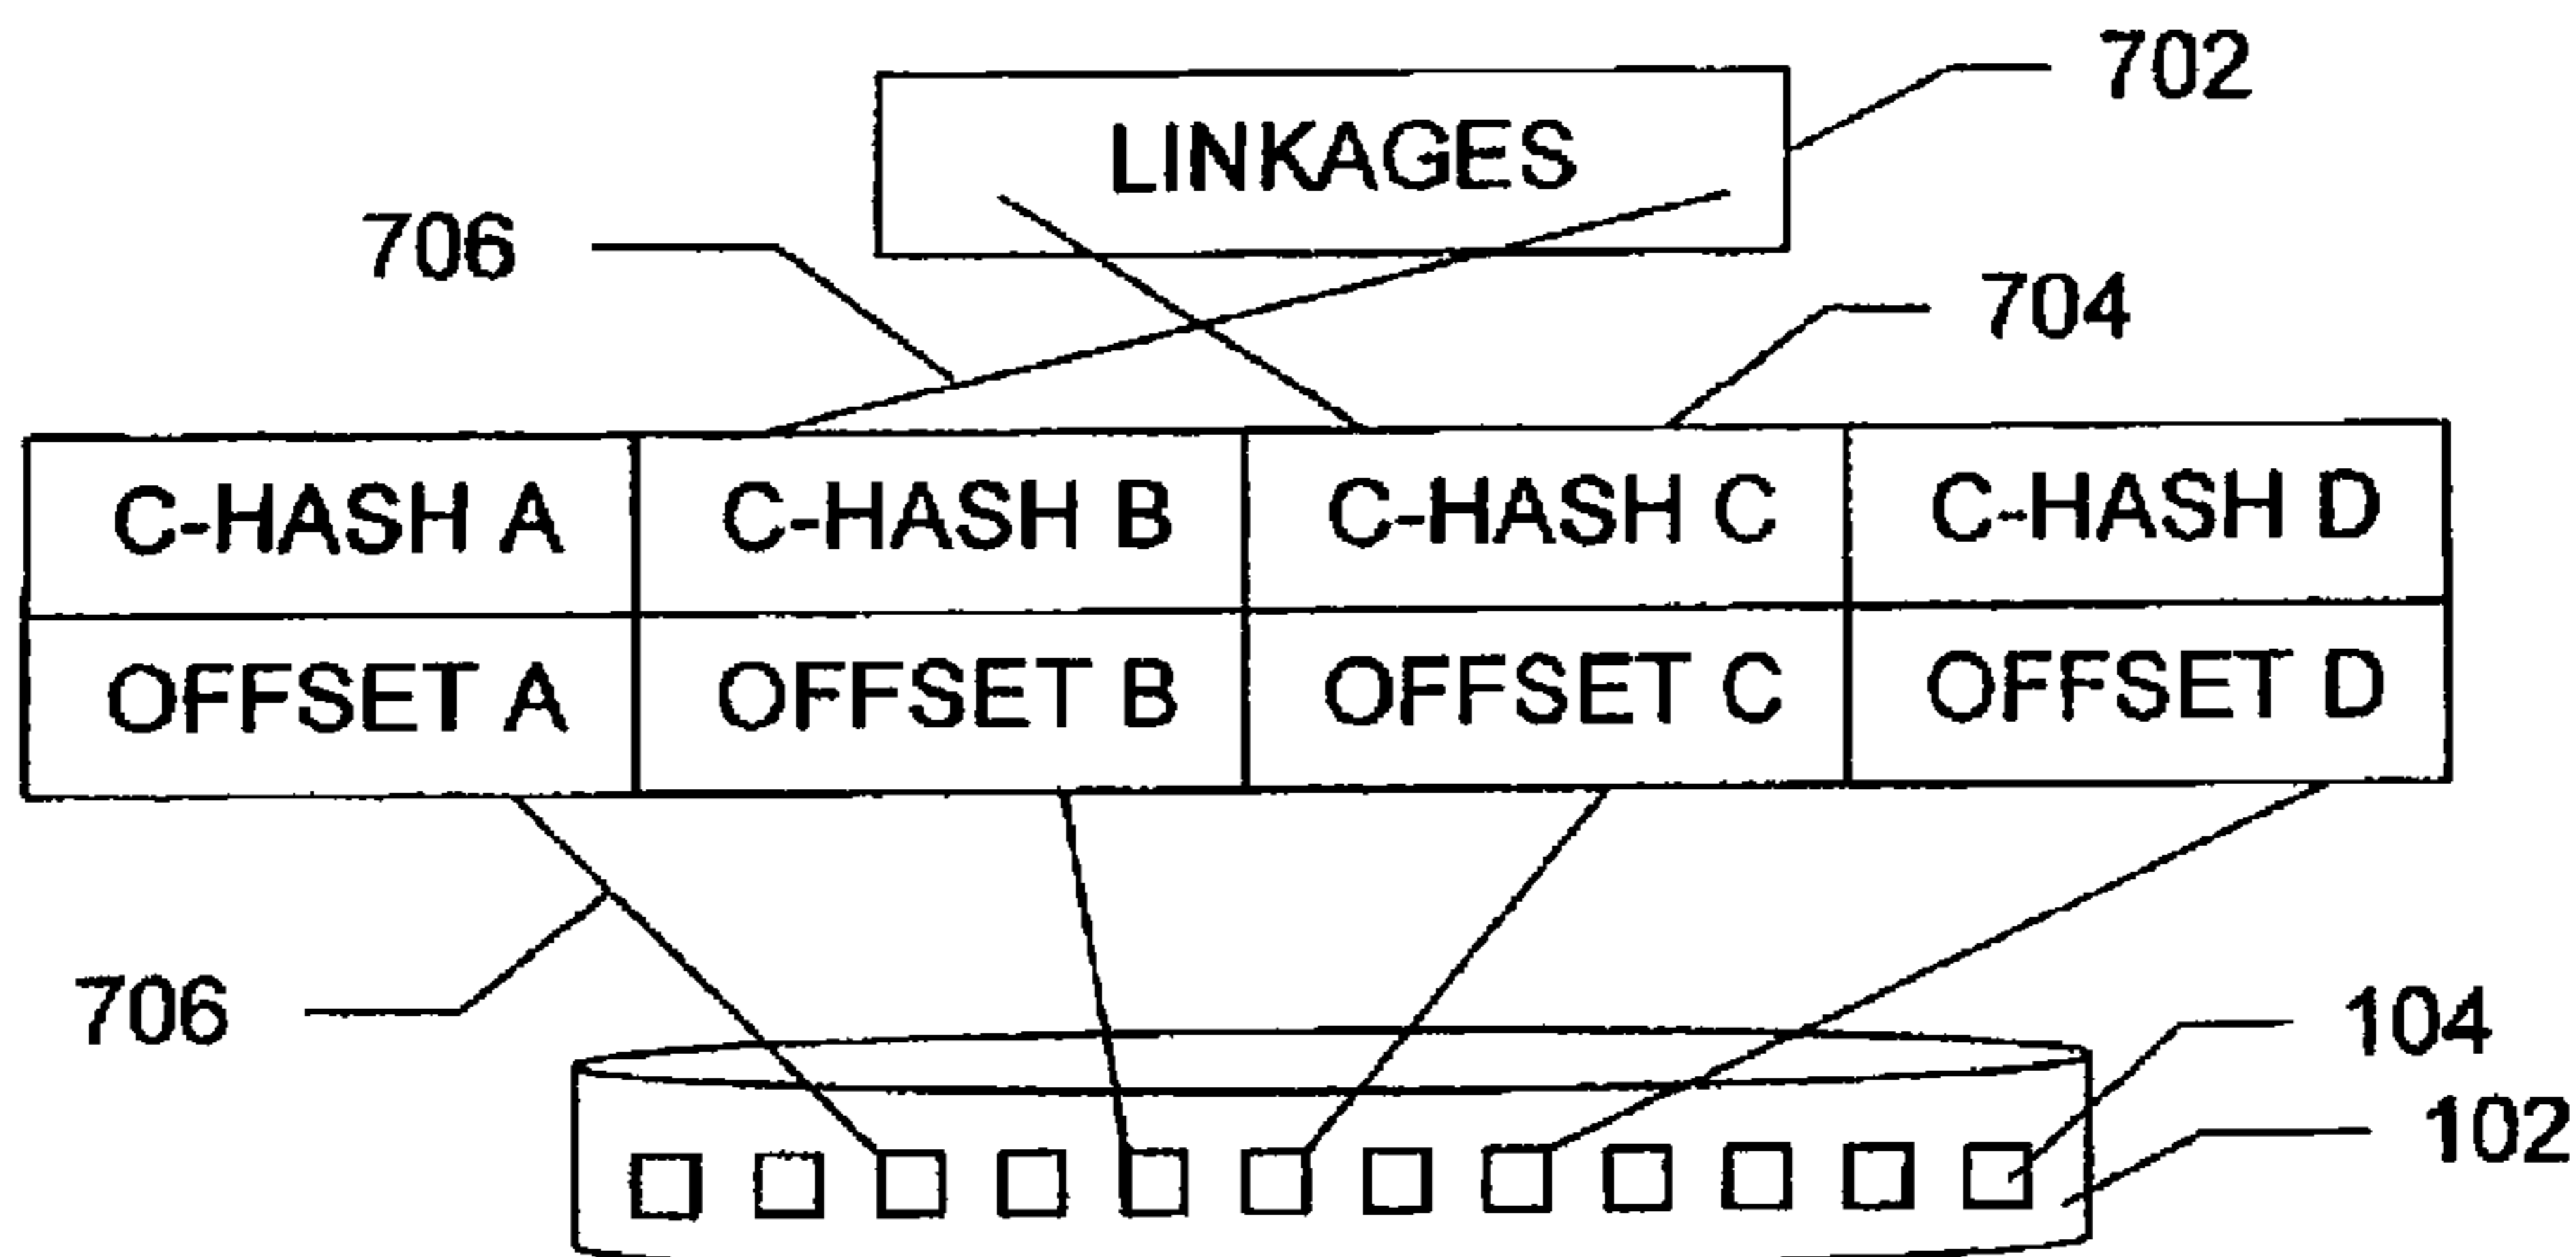 702
LINKAGES
706
704
C-HASH A C-HASH B C-HASH C C-HASH D
OFFSET A OFFSET B OFFSET C OFFSET D
706
104
102